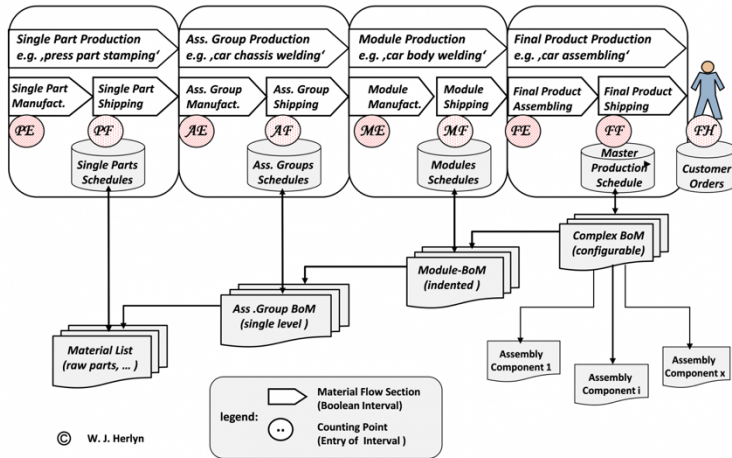 Single Part Production
e.g. ‚press part stamping‘
Ass. Group Production
e.g. ‚car chassis welding‘
Module Production
e.g. ‚car body welding‘
Final Product Production
e.g. ‚car assembling‘
Single Part
Manufact.
Single Part
Shipping
Ass. Group
Manufact.
Ass. Group
Shipping
Module
Manufact.
Module
Shipping
Final Product
Assembling
Final Product
Shipping
PE
PF
AE
AF
ME
MF
FE
FF
FH
Single Parts
Schedules
Ass. Groups
Schedules
Modules
Schedules
Master
Production
Schedule
Customer
Orders
Complex BoM
(configurable)
Module-BoM
(indented )
Ass .Group BoM
(single level )
Material List
(raw parts, ... )
Assembly
Component 1
Assembly
Component i
Assembly
Component x
legend:
Material Flow Section
(Boolean Interval)
Counting Point
(Entry of Interval )
© W. J. Herlyn